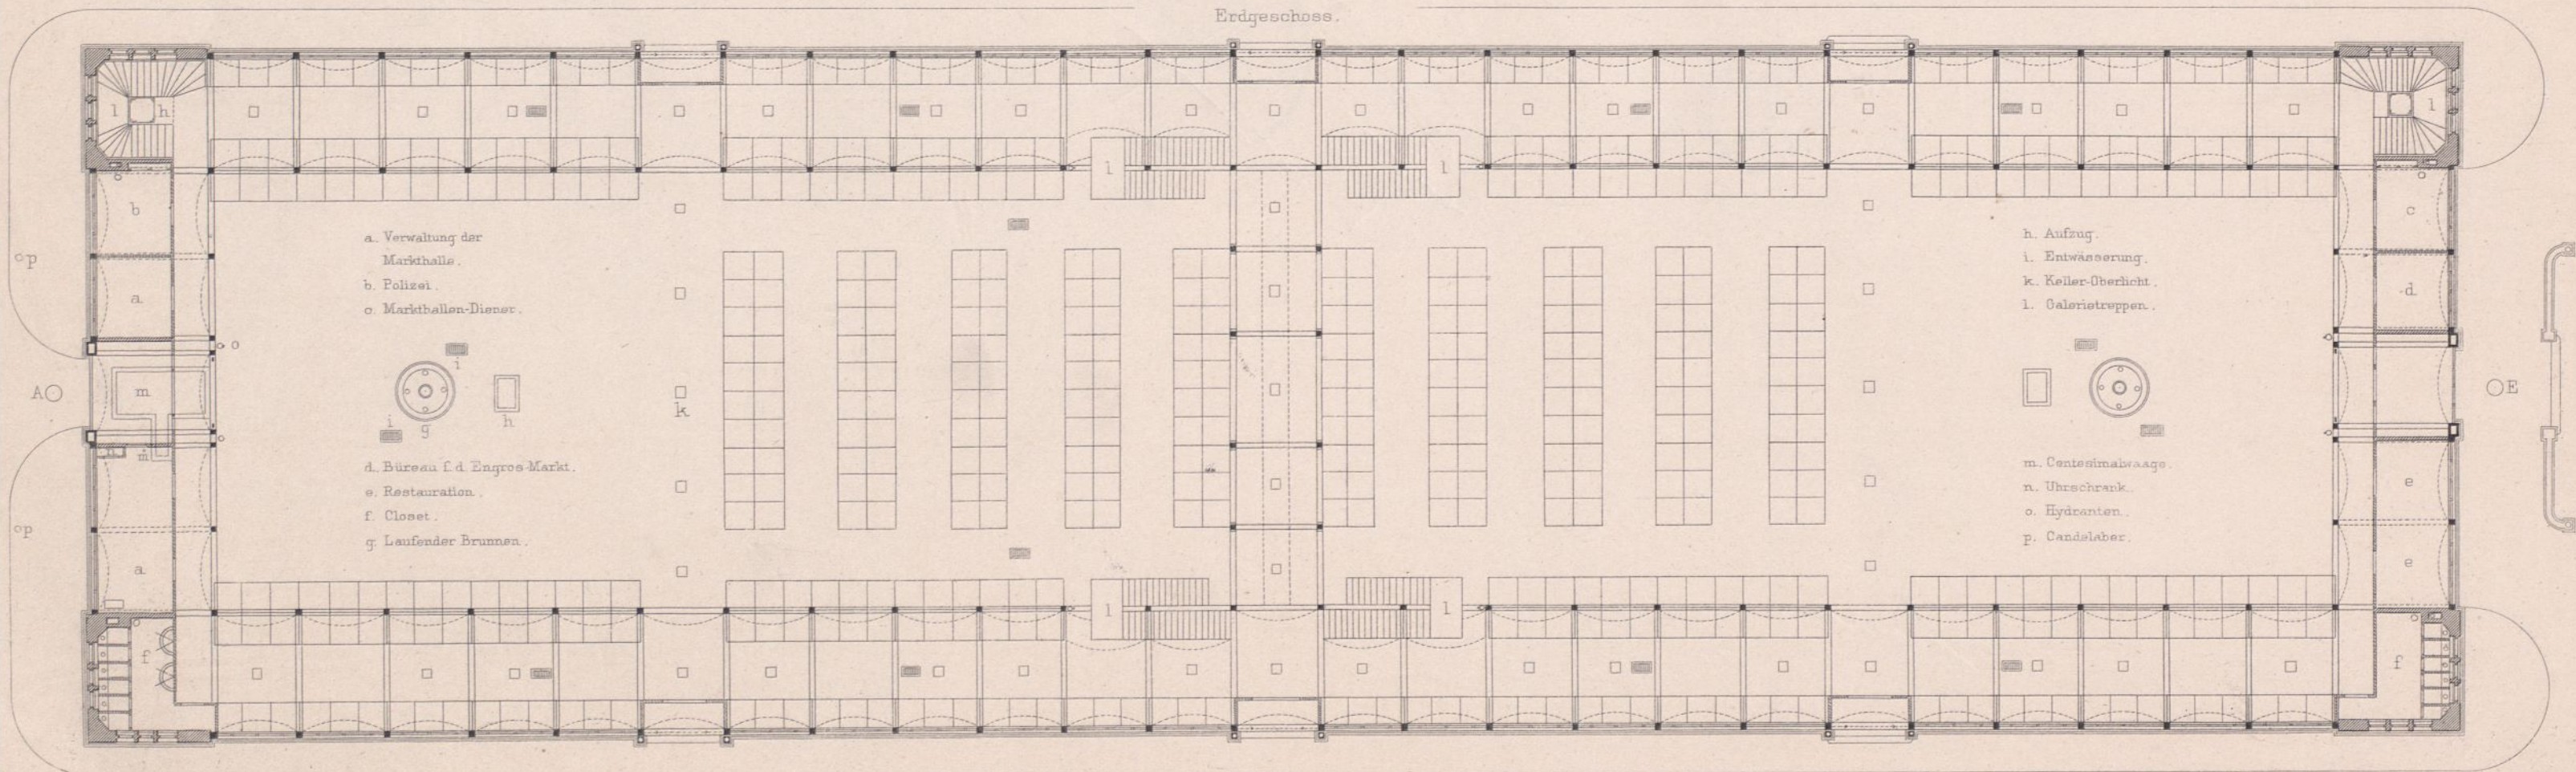 Erdgeschoss.
l h
l
l
l
g
b
c
a. Verwaltung der
Markthalle.
b. Polizei.
c. Markthallen-Diener.
h. Aufzug.
i. Entwässerung.
k. Keller-Oberlicht.
l. Galerietreppen.
p
a
d
o
i
A
m
k
h
E
i
g
n
m
d. Büreau f. d. Engros-Markt.
e. Restauration.
f. Closet.
g. Laufender Brunnen.
m. Centesimalwaage.
n. Uhrschrank.
o. Hydranten.
p. Candelaber.
e
p
a
e
l
l
f
f